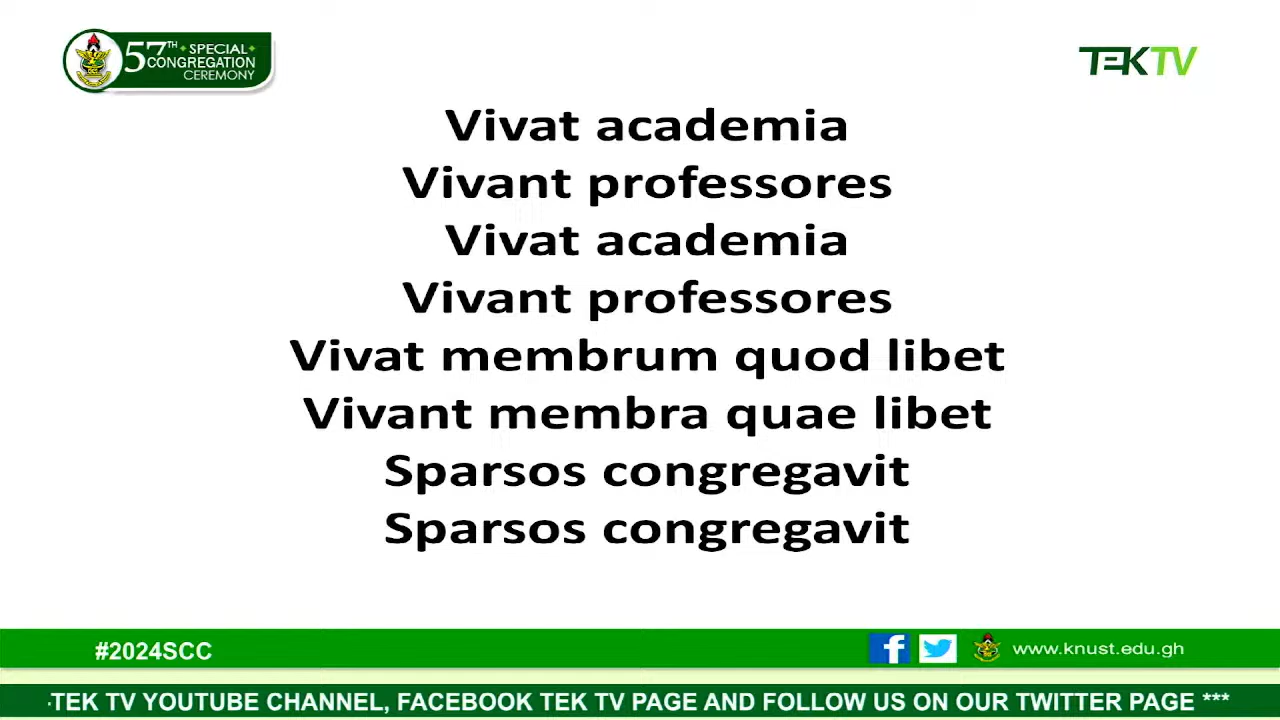 57TH SPECIAL
CONGREGATION
CEREMONY
TEKTV
Vivat academia
Vivant professores
Vivat academia
Vivant professores
Vivat membrum quod libet
Vivant membra quae libet
Sparsos congregavit
Sparsos congregavit
#2024SCC
www.knust.edu.gh
TEK TV YOUTUBE CHANNEL, FACEBOOK TEK TV PAGE AND FOLLOW US ON OUR TWITTER PAGE ***